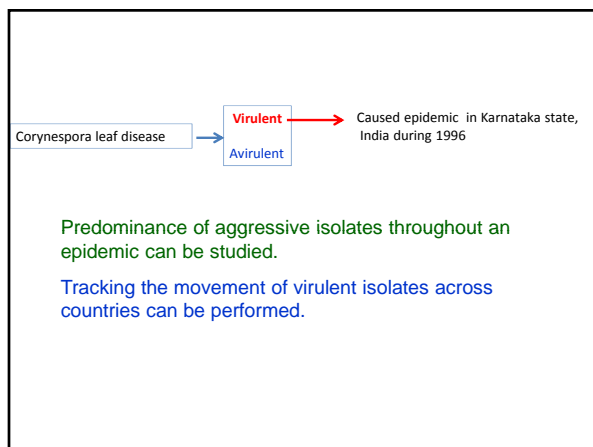 Corynespora leaf disease
Virulent
Avirulent
Caused epidemic in Karnataka state,
India during 1996
Predominance of aggressive isolates throughout an
epidemic can be studied.
Tracking the movement of virulent isolates across
countries can be performed.